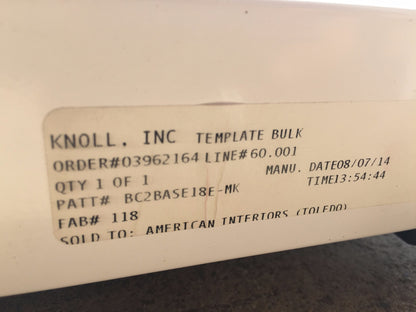 KNOLL. INC TEMPLATE BULK
ORDER#03962164 LINE#60.001
QTY 1 OF 1 MANU. DATE08/07/14
PATT# BC2BASE18E-MK TIME13:54:44
FAB# 118
SOLD TO: AMERICAN INTERIORS (TOLEDO)